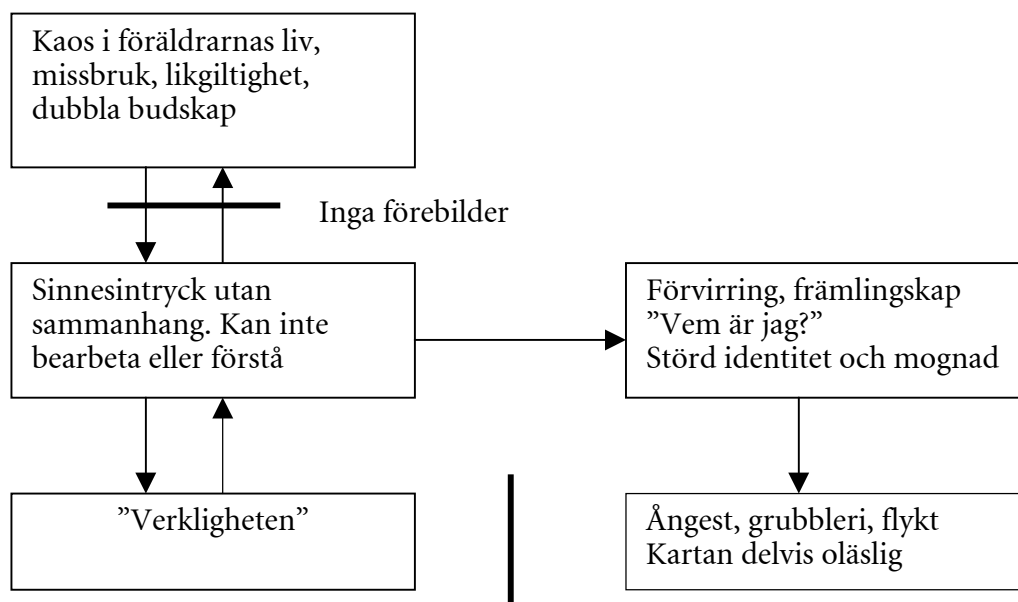 Kaos i föräldrarnas liv,
missbruk, likgiltighet,
dubbla budskap
Inga förebilder
Sinnesintryck utan
sammanhang. Kan inte
bearbeta eller förstå
Förvirring, främlingskap
”Vem är jag?”
Störd identitet och mognad
”Verkligheten”
Ångest, grubbleri, flykt
Kartan delvis oläslig